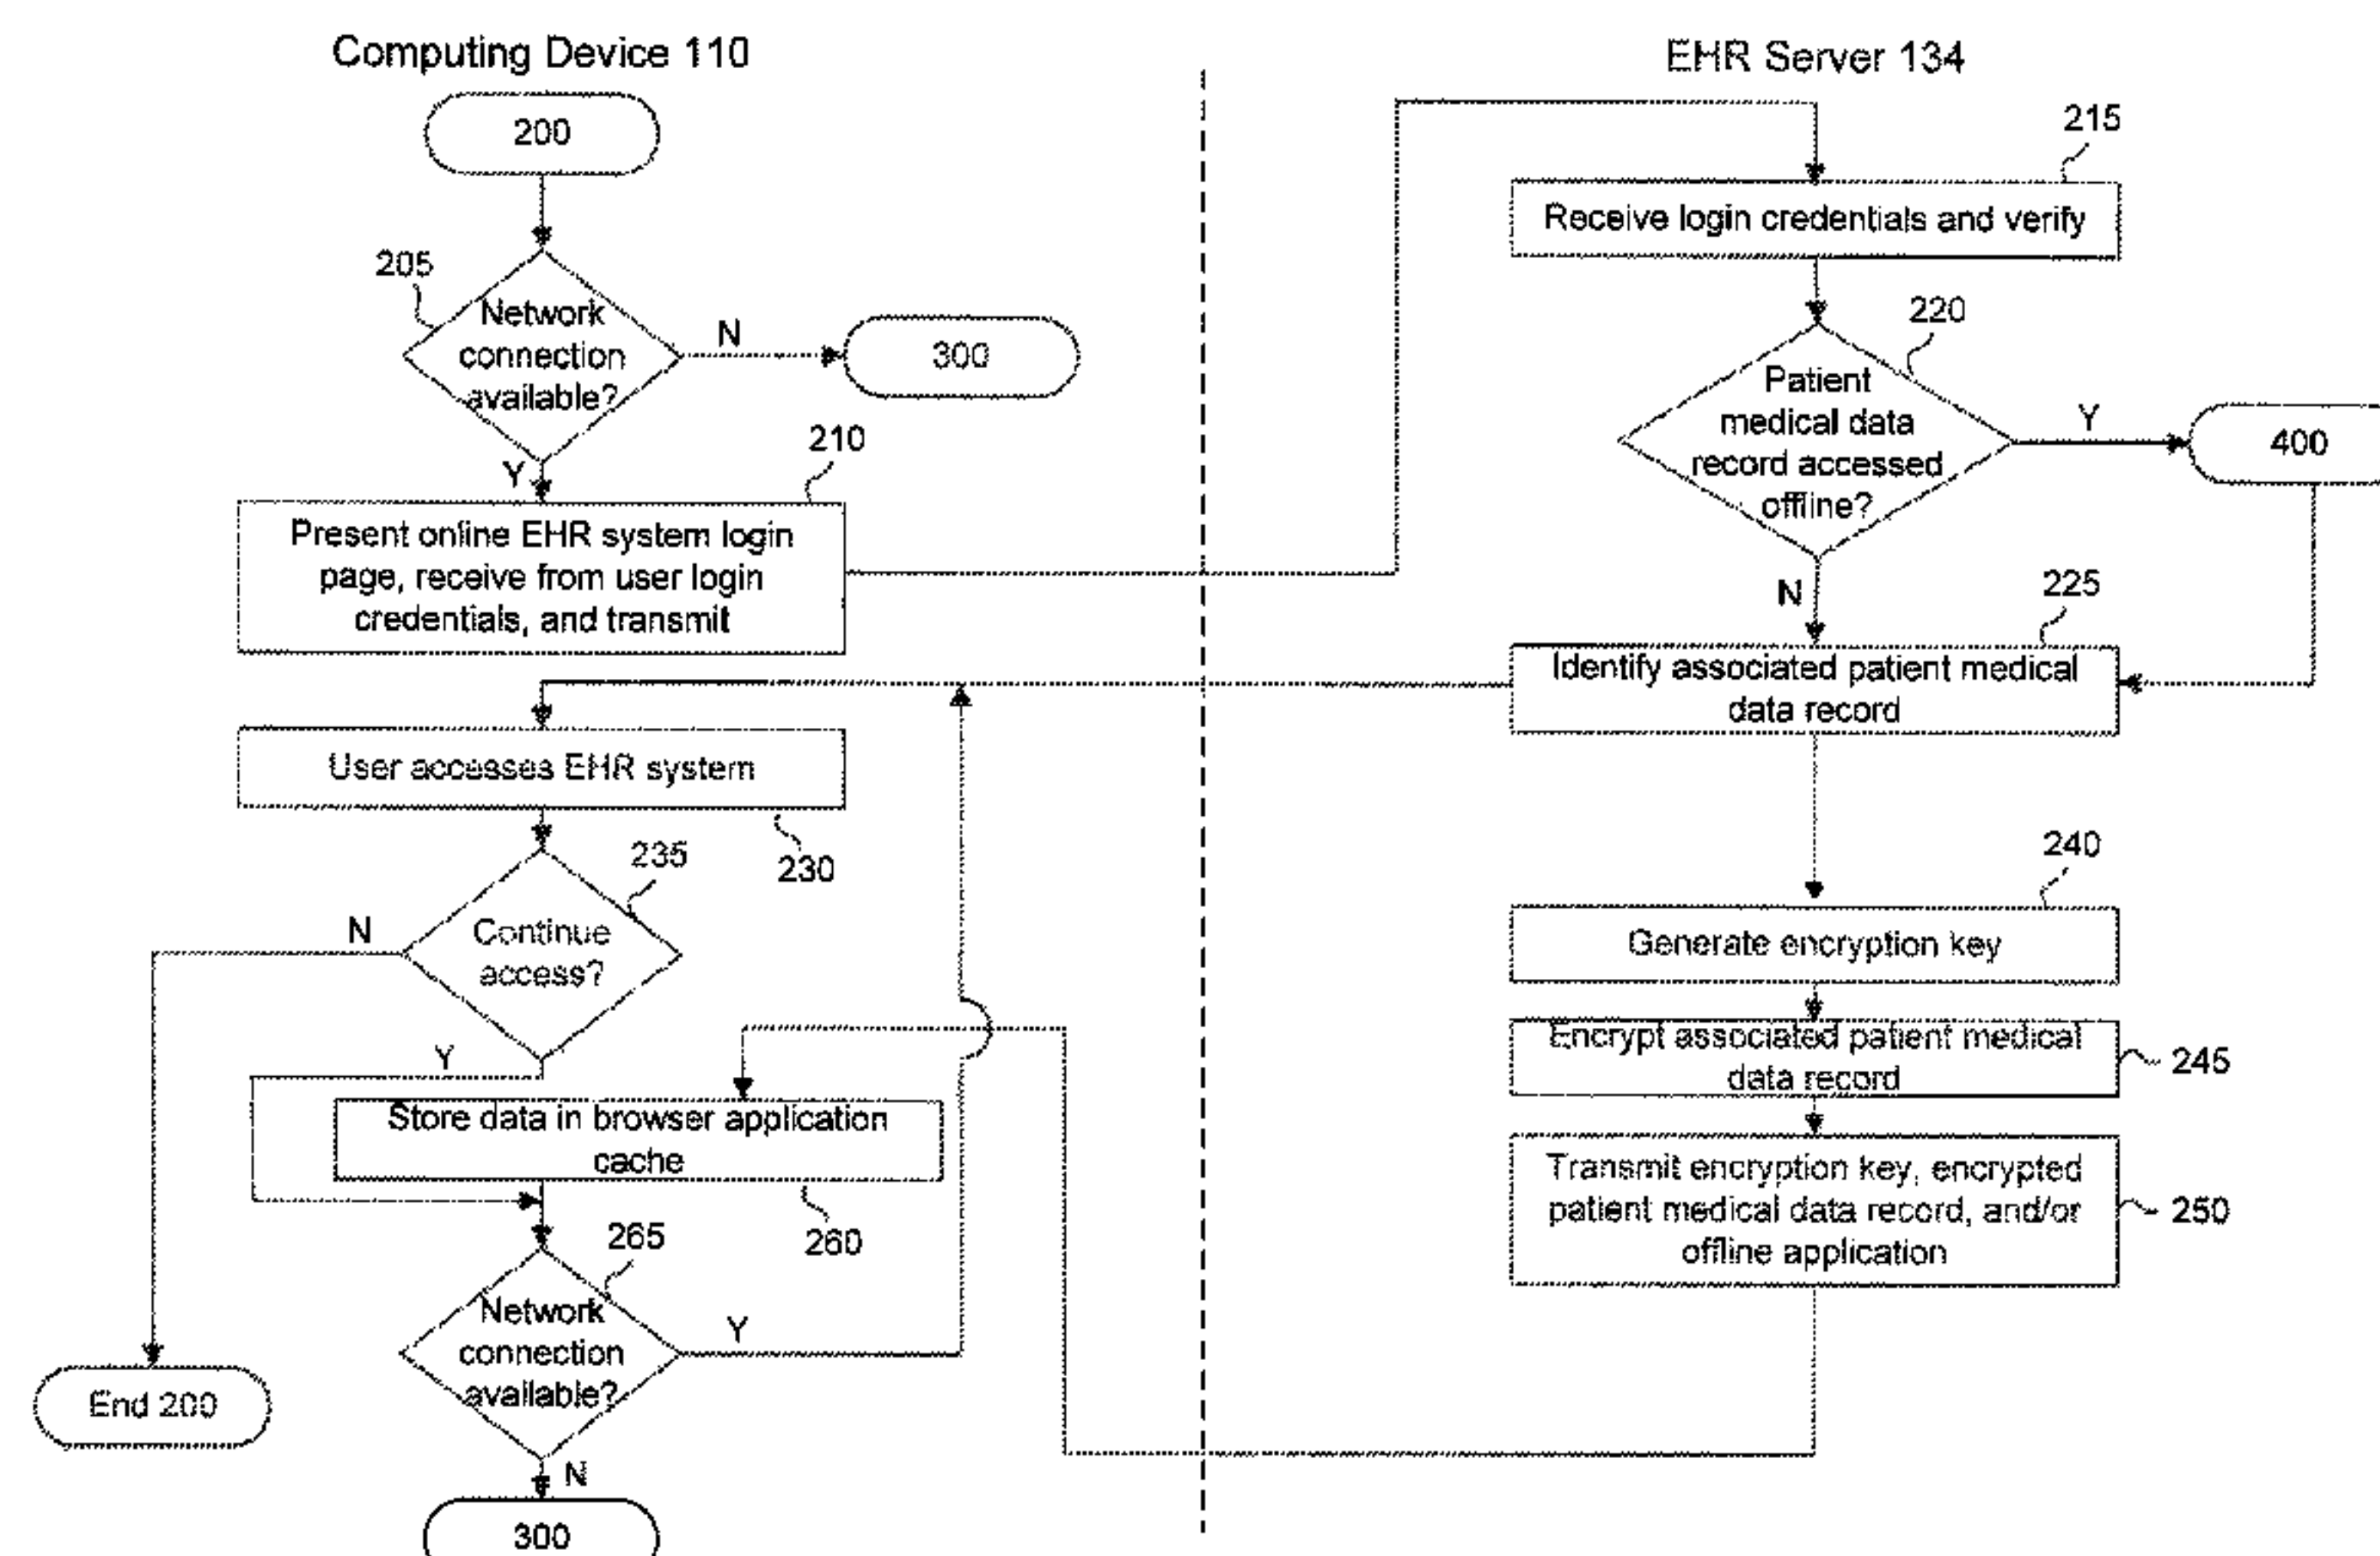 Computing Device 110
200
205
Network
connection
available?
N
300
Y
210
Present online EHR system login
page, receive from user login
credentials, and transmit
User accesses EHR system
230
235
Continue
access?
N
Y
Store data in browser application
cache
260
265
Network
connection
available?
Y
End 200
N
300
EHR Server 134
215
Receive login credentials and verify
220
Patient
medical data
record accessed
offline?
Y
400
N
225
Identify associated patient medical
data record
240
Generate encryption key
Encrypt associated patient medical
data record
245
Transmit encryption key, encrypted
patient medical data record, and/or
offline application
250